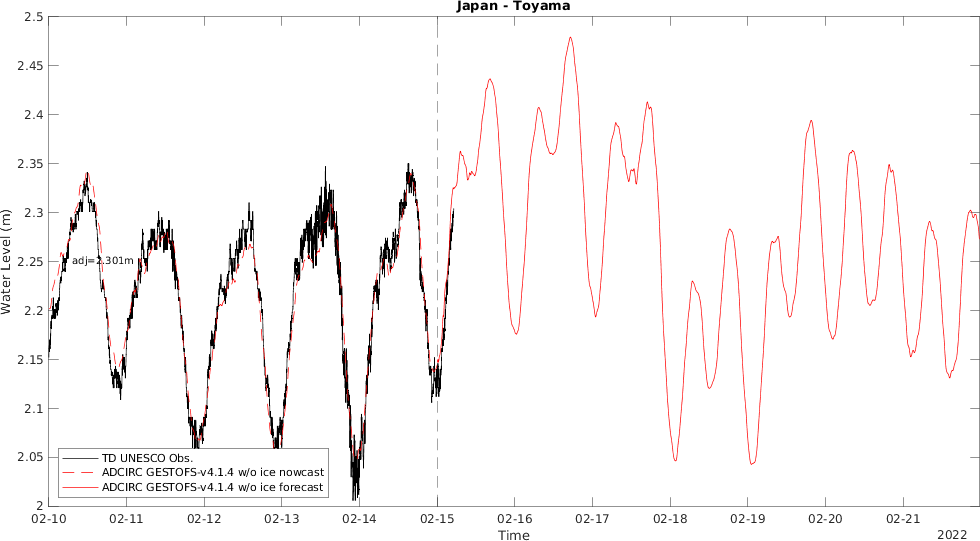 Japan - Toyama
2.5
2.45
2.4
2.35
2.3
2.25
2.2
2.15
2.1
2.05
2
Water Level (m)
adj=2.301m
TD UNESCO Obs.
ADCIRC GESTOFS-v4.1.4 w/o ice nowcast
ADCIRC GESTOFS-v4.1.4 w/o ice forecast
02-10 02-11 02-12 02-13 02-14 02-15 02-16 02-17 02-18 02-19 02-20 02-21
Time
2022